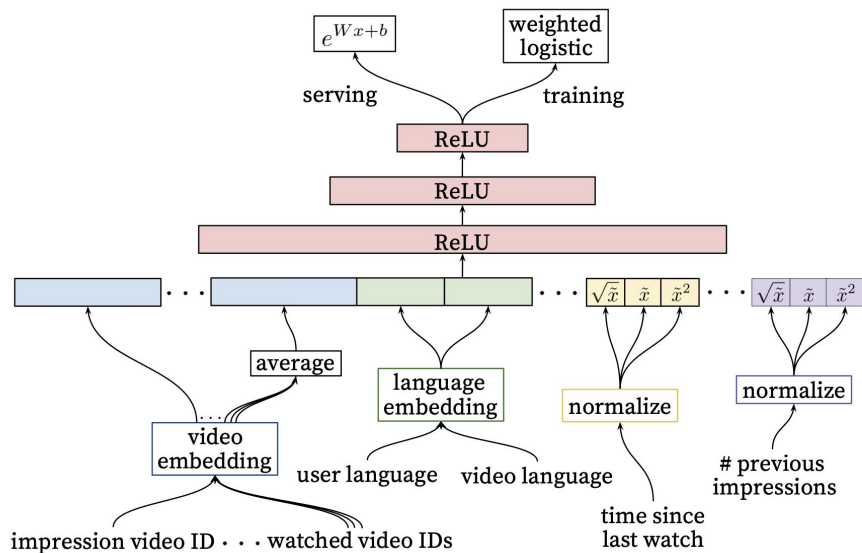 e^{Wx+b}
weighted
logistic
serving
training
ReLU
ReLU
ReLU
· · ·
· · ·
√x̃ x̃ x̃²
· · ·
√x̃ x̃ x̃²
average
language
embedding
normalize
normalize
· · ·
video
embedding
user language
video language
# previous
impressions
time since
last watch
impression video ID · · · watched video IDs